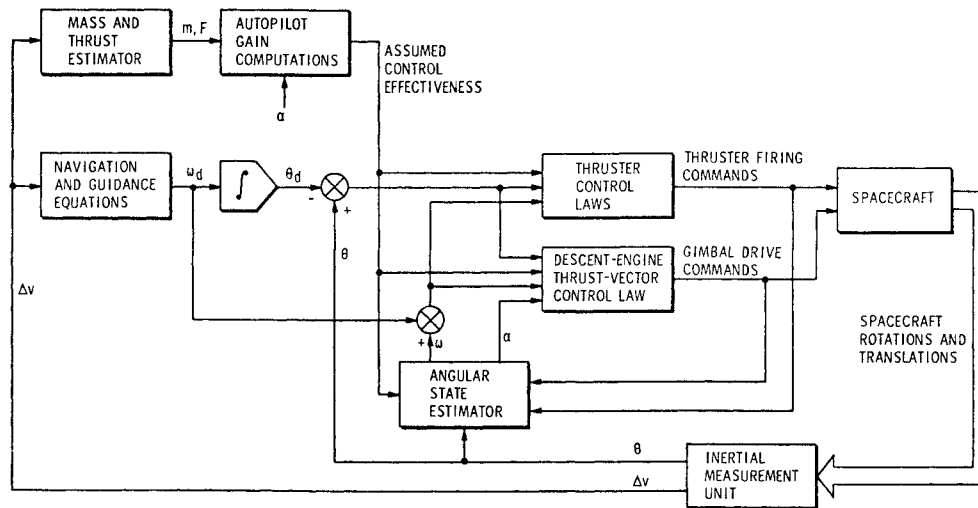 MASS AND
THRUST
ESTIMATOR
m, F
AUTOPILOT
GAIN
COMPUTATIONS
α
ASSUMED
CONTROL
EFFECTIVENESS
NAVIGATION
AND GUIDANCE
EQUATIONS
ω_d
∫
θ_d
-
+
θ
THRUSTER
CONTROL
LAWS
THRUSTER FIRING
COMMANDS
SPACECRAFT
DESCENT-ENGINE
THRUST-VECTOR
CONTROL LAW
GIMBAL DRIVE
COMMANDS
Δv
+
ω
α
SPACECRAFT
ROTATIONS AND
TRANSLATIONS
ANGULAR
STATE
ESTIMATOR
θ
Δv
INERTIAL
MEASUREMENT
UNIT